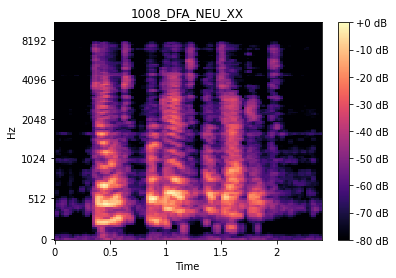 1008_DFA_NEU_XX
8192
4096
2048
1024
512
0
Hz
0
0.5
1
1.5
2
Time
+0 dB
-10 dB
-20 dB
-30 dB
-40 dB
-50 dB
-60 dB
-70 dB
-80 dB